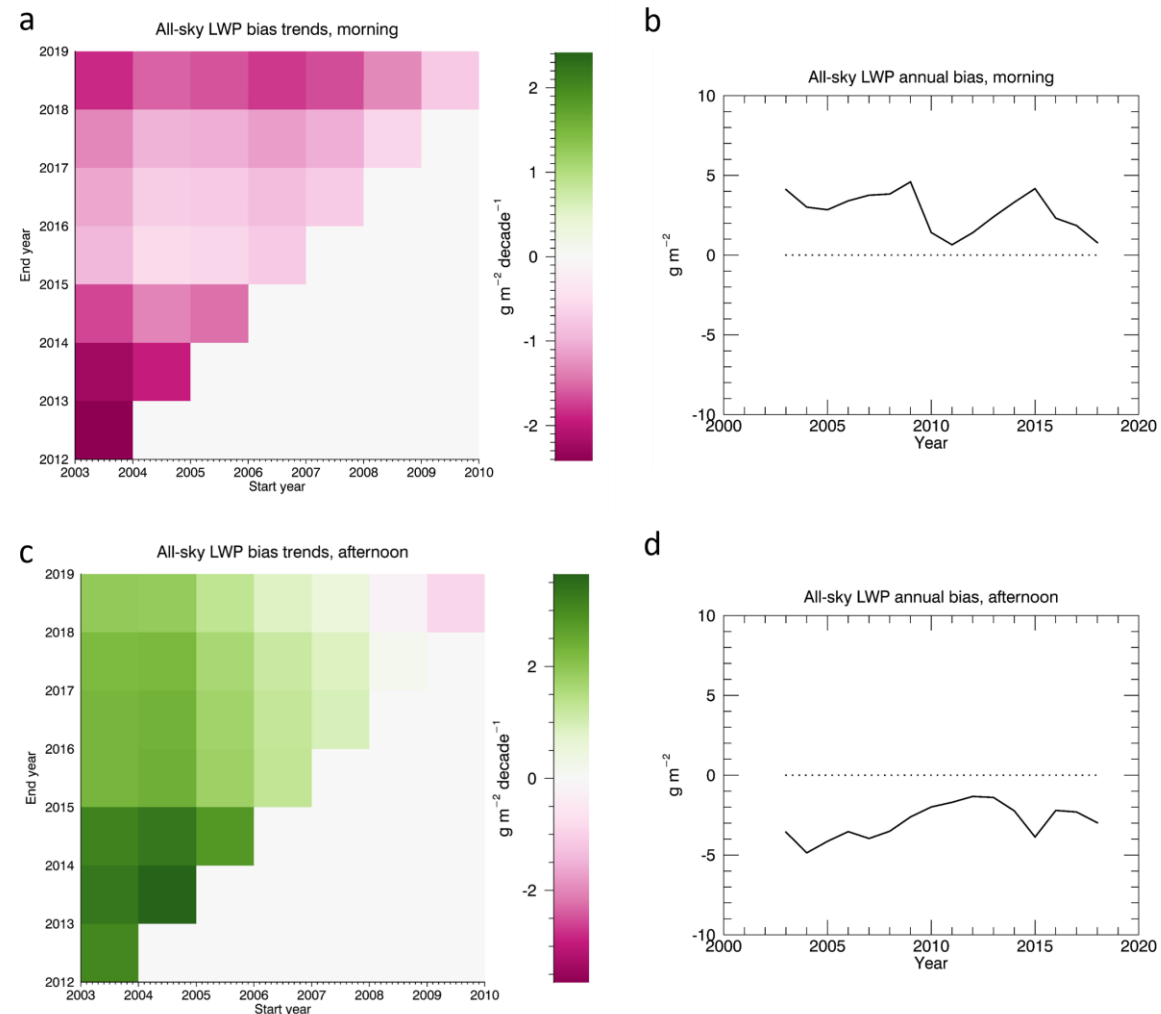 a
All-sky LWP bias trends, morning
2019
2018
2017
2016
2015
2014
2013
2012
End year
2003 2004 2005 2006 2007 2008 2009 2010
Start year
2
1
0
-1
-2
g m−2 decade−1
b
All-sky LWP annual bias, morning
10
5
0
-5
-10
g m−2
2000 2005 2010 2015 2020
Year
c
All-sky LWP bias trends, afternoon
2019
2018
2017
2016
2015
2014
2013
2012
End year
2003 2004 2005 2006 2007 2008 2009 2010
Start year
2
0
-2
g m−2 decade−1
d
All-sky LWP annual bias, afternoon
10
5
0
-5
-10
g m−2
2000 2005 2010 2015 2020
Year